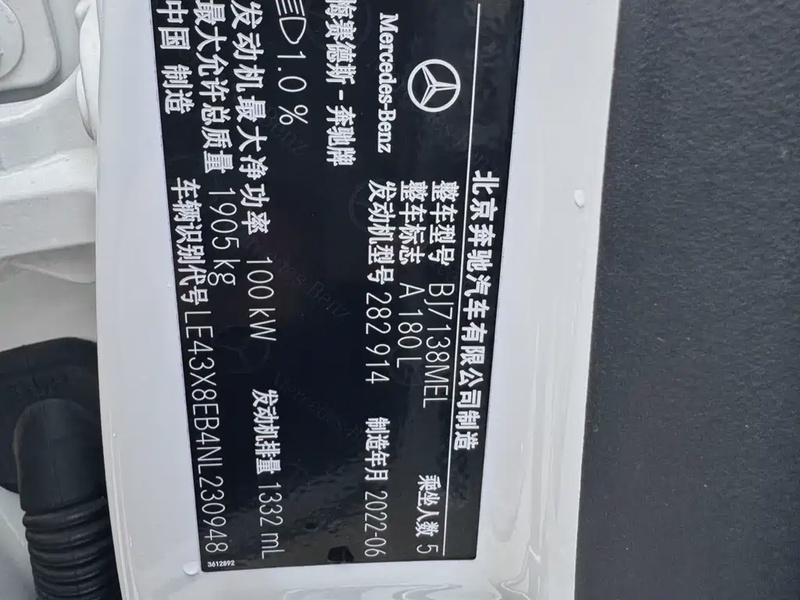 北京奔驰汽车有限公司制造
Mercedes-Benz
梅赛德斯-奔驰牌
整车型号 BJ7138MEL 乘坐人数 5
整车标志 A 180 L
发动机型号 282 914 制造年月 2022-06
1.0 %
发动机最大净功率 100 kW 发动机排量 1332 mL
最大允许总质量 1905 kg
中国 制造 车辆识别代号 LE43X8EB4NL230948
3612892